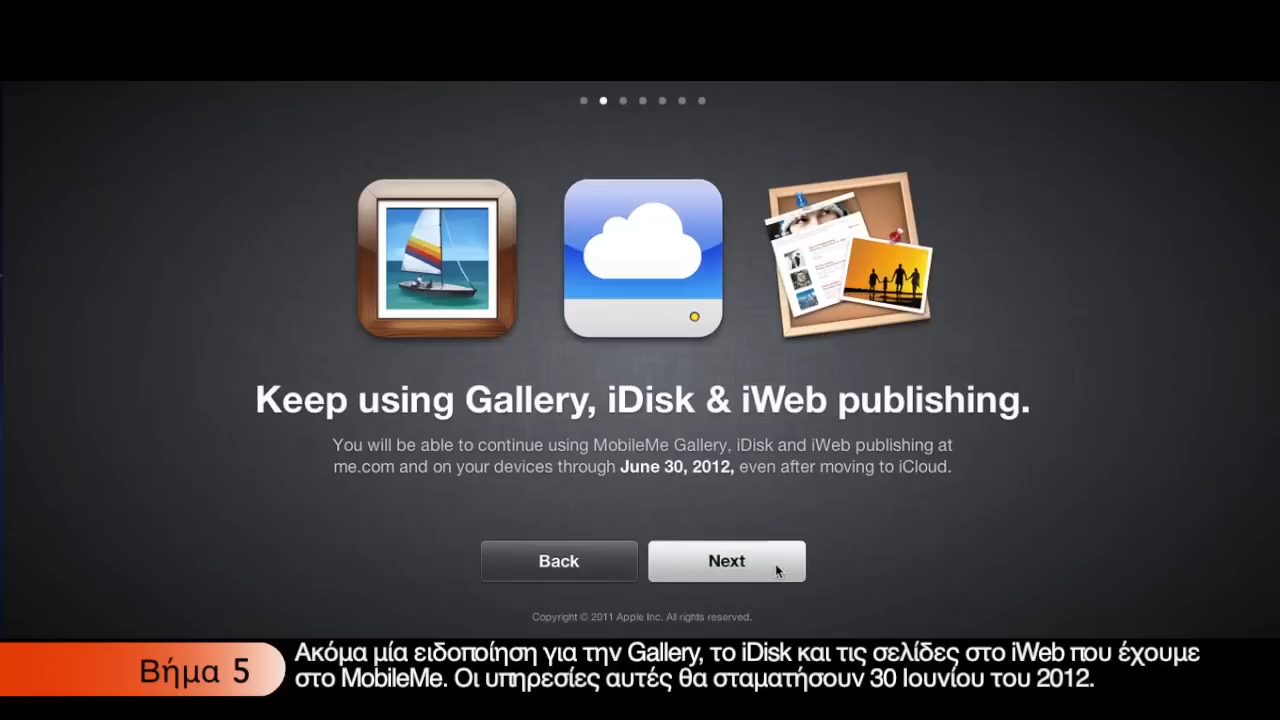 Keep using Gallery, iDisk & iWeb publishing.
You will be able to continue using MobileMe Gallery, iDisk and iWeb publishing at
me.com and on your devices through June 30, 2012, even after moving to iCloud.
Back
Next
Copyright © 2011 Apple Inc. All rights reserved.
Βήμα 5
Ακόμα μία ειδοποίηση για την Gallery, το iDisk και τις σελίδες στο iWeb που έχουμε
στο MobileMe. Οι υπηρεσίες αυτές θα σταματήσουν 30 Ιουνίου του 2012.